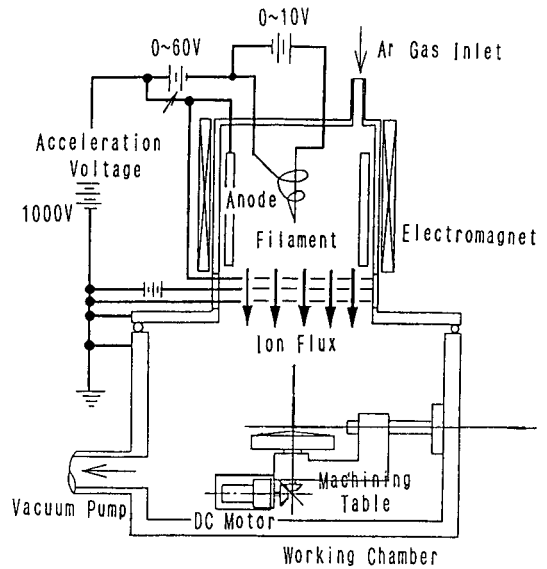 0~10V
0~60V
Ar Gas Inlet
Acceleration
Voltage
1000V
Anode
Filament
Electromagnet
Ion Flux
Machining
Table
Vacuum Pump
DC Motor
Working Chamber